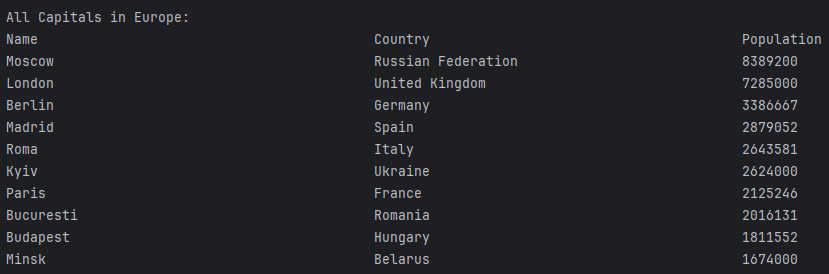 All Capitals in Europe:
Name Country Population
Moscow Russian Federation 8389200
London United Kingdom 7285000
Berlin Germany 3386667
Madrid Spain 2879052
Roma Italy 2643581
Kyiv Ukraine 2624000
Paris France 2125246
Bucuresti Romania 2016131
Budapest Hungary 1811552
Minsk Belarus 1674000